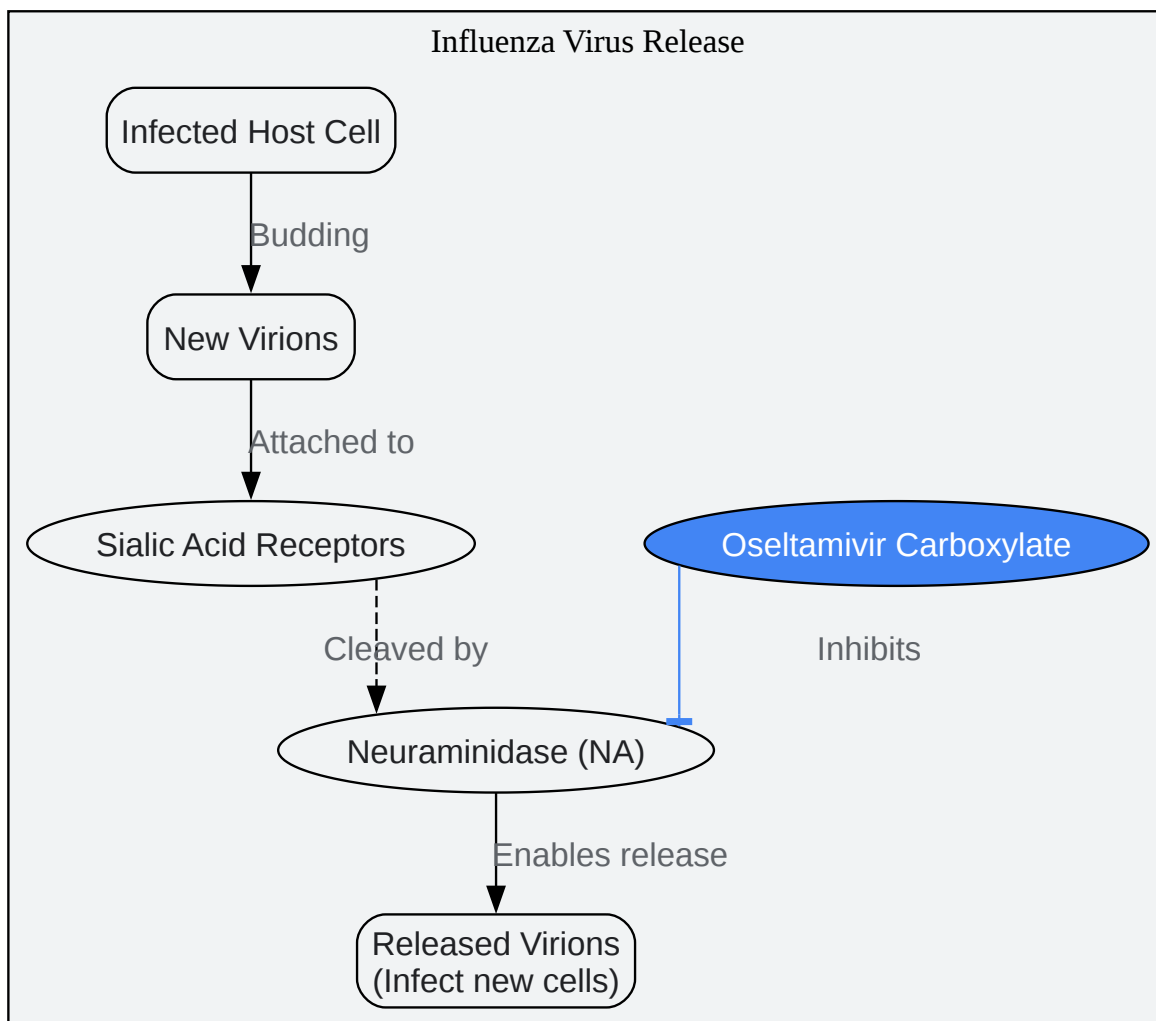 Influenza Virus Release
Infected Host Cell
Budding
New Virions
Attached to
Sialic Acid Receptors
Oseltamivir Carboxylate
Cleaved by
Inhibits
Neuraminidase (NA)
Enables release
Released Virions
(Infect new cells)